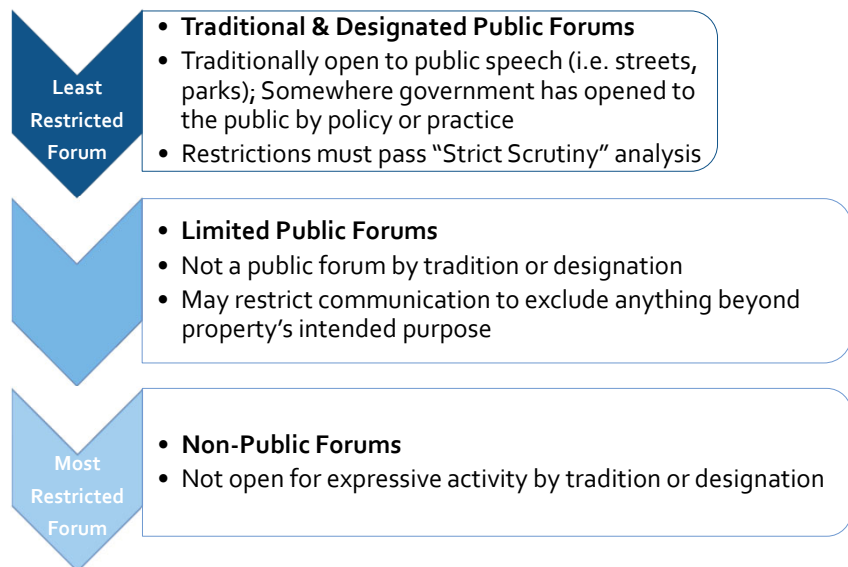 Least
Restricted
Forum
• Traditional & Designated Public Forums
• Traditionally open to public speech (i.e. streets,
parks); Somewhere government has opened to
the public by policy or practice
• Restrictions must pass “Strict Scrutiny” analysis
• Limited Public Forums
• Not a public forum by tradition or designation
• May restrict communication to exclude anything beyond
property’s intended purpose
Most
Restricted
Forum
• Non-Public Forums
• Not open for expressive activity by tradition or designation